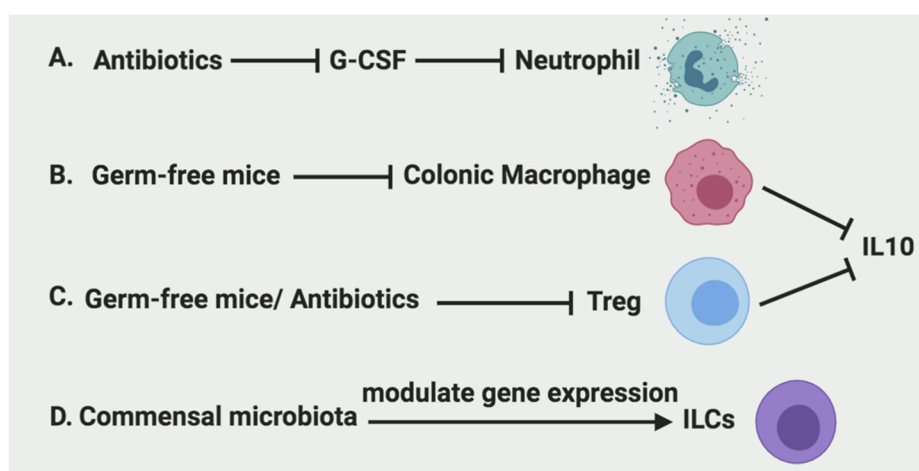 A. Antibiotics G-CSF Neutrophil
B. Germ-free mice Colonic Macrophage
IL10
C. Germ-free mice/ Antibiotics Treg
modulate gene expression
D. Commensal microbiota ILCs